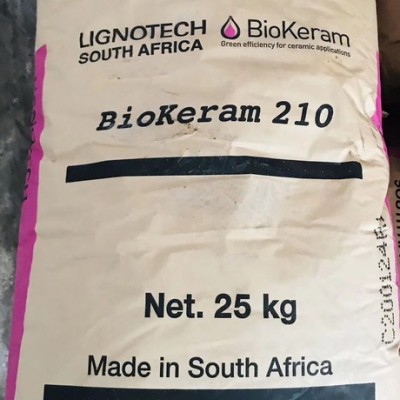 LIGNOTECH
SOUTH AFRICA
BioKeram
Green efficiency for ceramic applications
BioKeram 210
Net. 25 kg
Made in South Africa